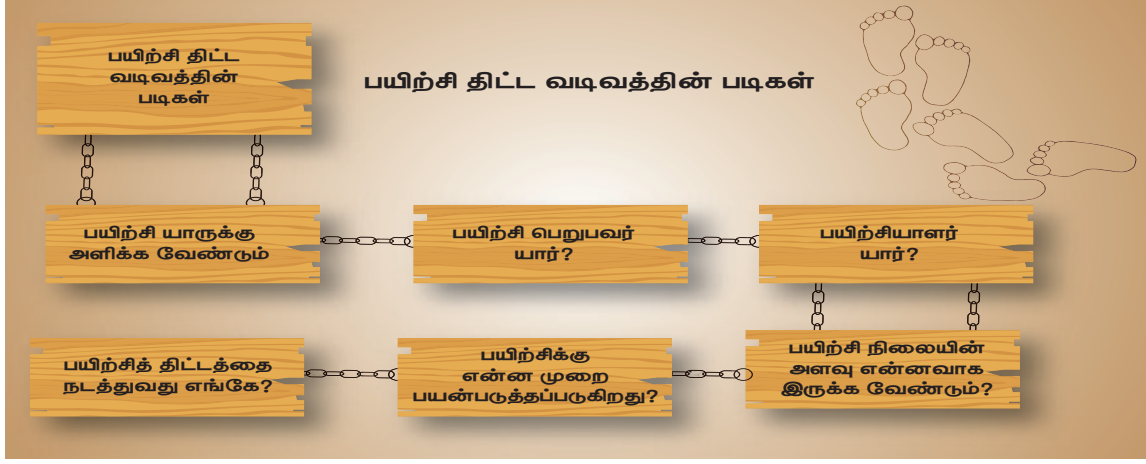 பயிற்சி திட்ட
வடிவத்தின்
படிகள்
பயிற்சி திட்ட வடிவத்தின் படிகள்
பயிற்சி யாருக்கு
அளிக்க வேண்டும்
பயிற்சி பெறுபவர்
யார்?
பயிற்சியாளர்
யார்?
பயிற்சி நிலையின்
அளவு என்னவாக
இருக்க வேண்டும்?
பயிற்சிக்கு
என்ன முறை
பயன்படுத்தப்படுகிறது?
பயிற்சித் திட்டத்தை
நடத்துவது எங்கே?